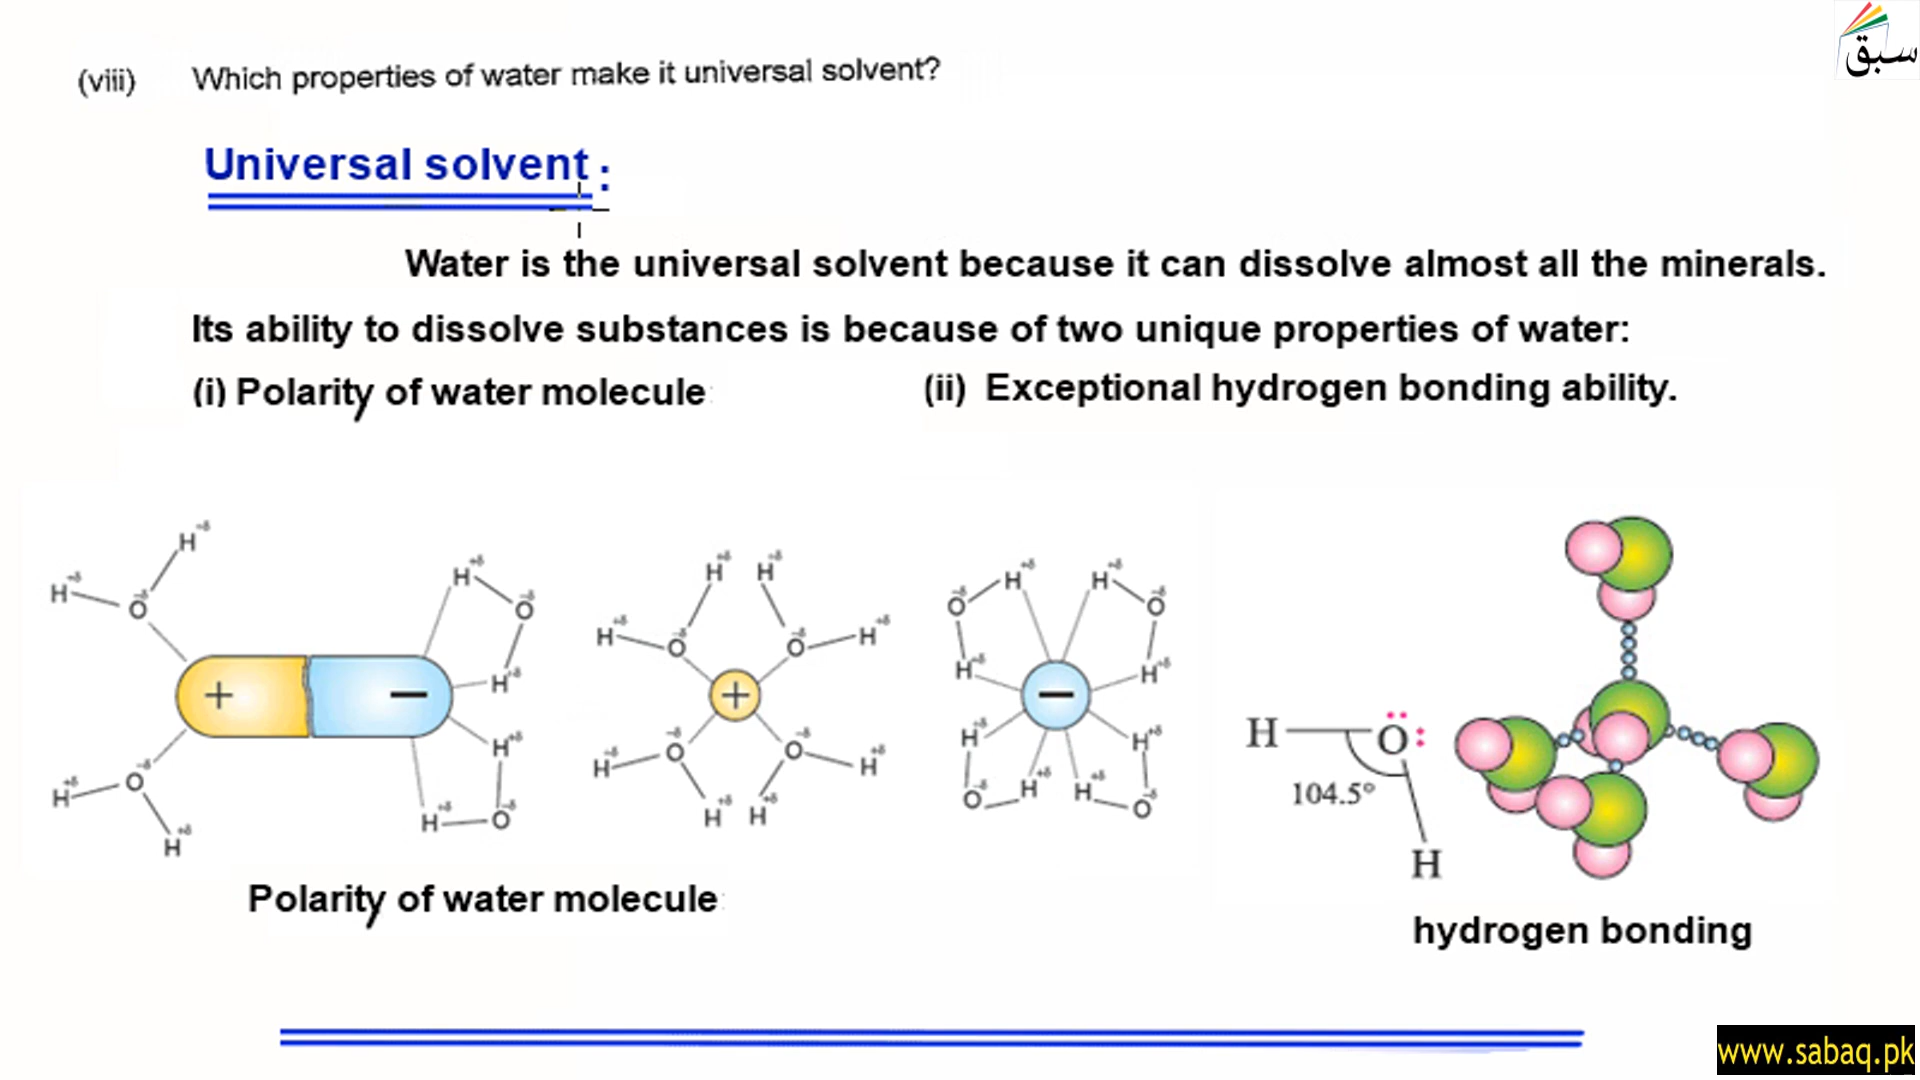 سبق
(viii) Which properties of water make it universal solvent?
Universal solvent:
Water is the universal solvent because it can dissolve almost all the minerals.
Its ability to dissolve substances is because of two unique properties of water:
(i) Polarity of water molecule (ii) Exceptional hydrogen bonding ability.
H H O
H O H
+ −
H O H
H O H
H H
H O O H
+
H O O H
H H
O H H O
H H
−
H H
O H H O
H O
104.5°
H
Polarity of water molecule
hydrogen bonding
www.sabaq.pk